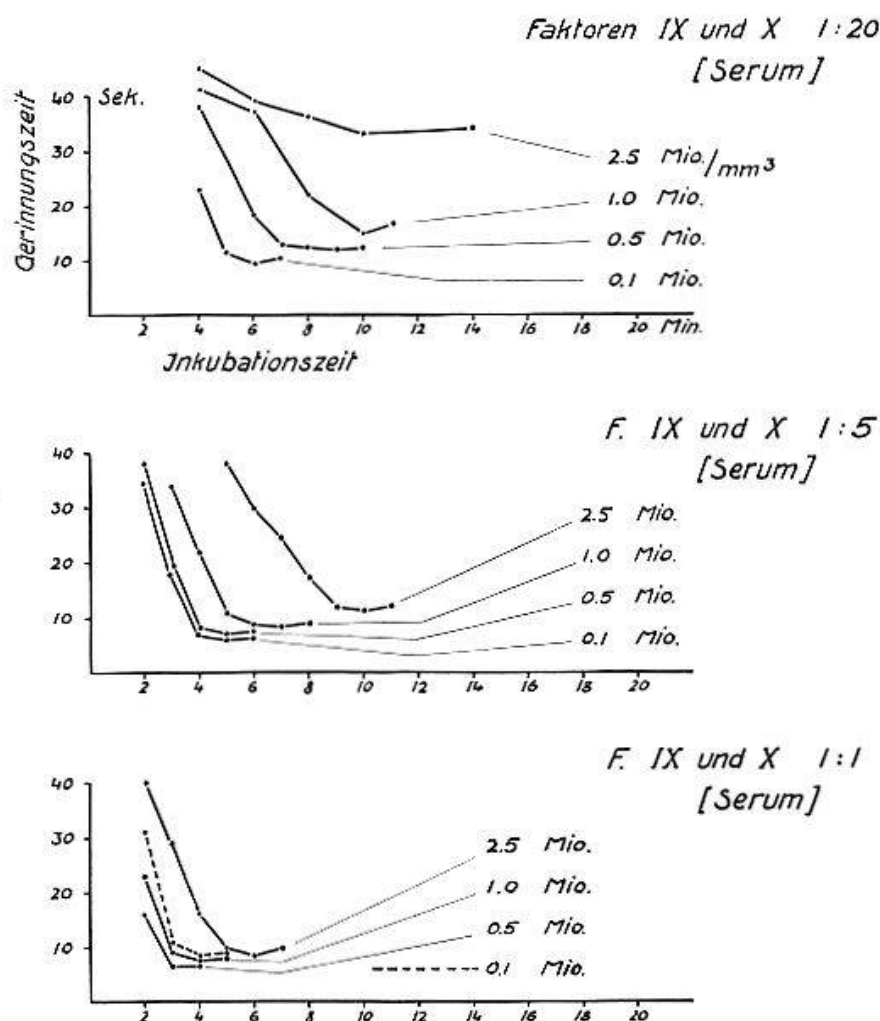 Faktoren IX und X 1:20
[Serum]
Gerinnungszeit
Sek.
40
30
20
10
2.5 Mio./mm³
1.0 Mio.
0.5 Mio.
0.1 Mio.
2 4 6 8 10 12 14 16 18 20 Min.
Inkubationszeit
F. IX und X 1:5
[Serum]
40
30
20
10
2.5 Mio.
1.0 Mio.
0.5 Mio.
0.1 Mio.
2 4 6 8 10 12 14 16 18 20
F. IX und X 1:1
[Serum]
40
30
20
10
2.5 Mio.
1.0 Mio.
0.5 Mio.
0.1 Mio.
2 4 6 8 10 12 14 16 18 20